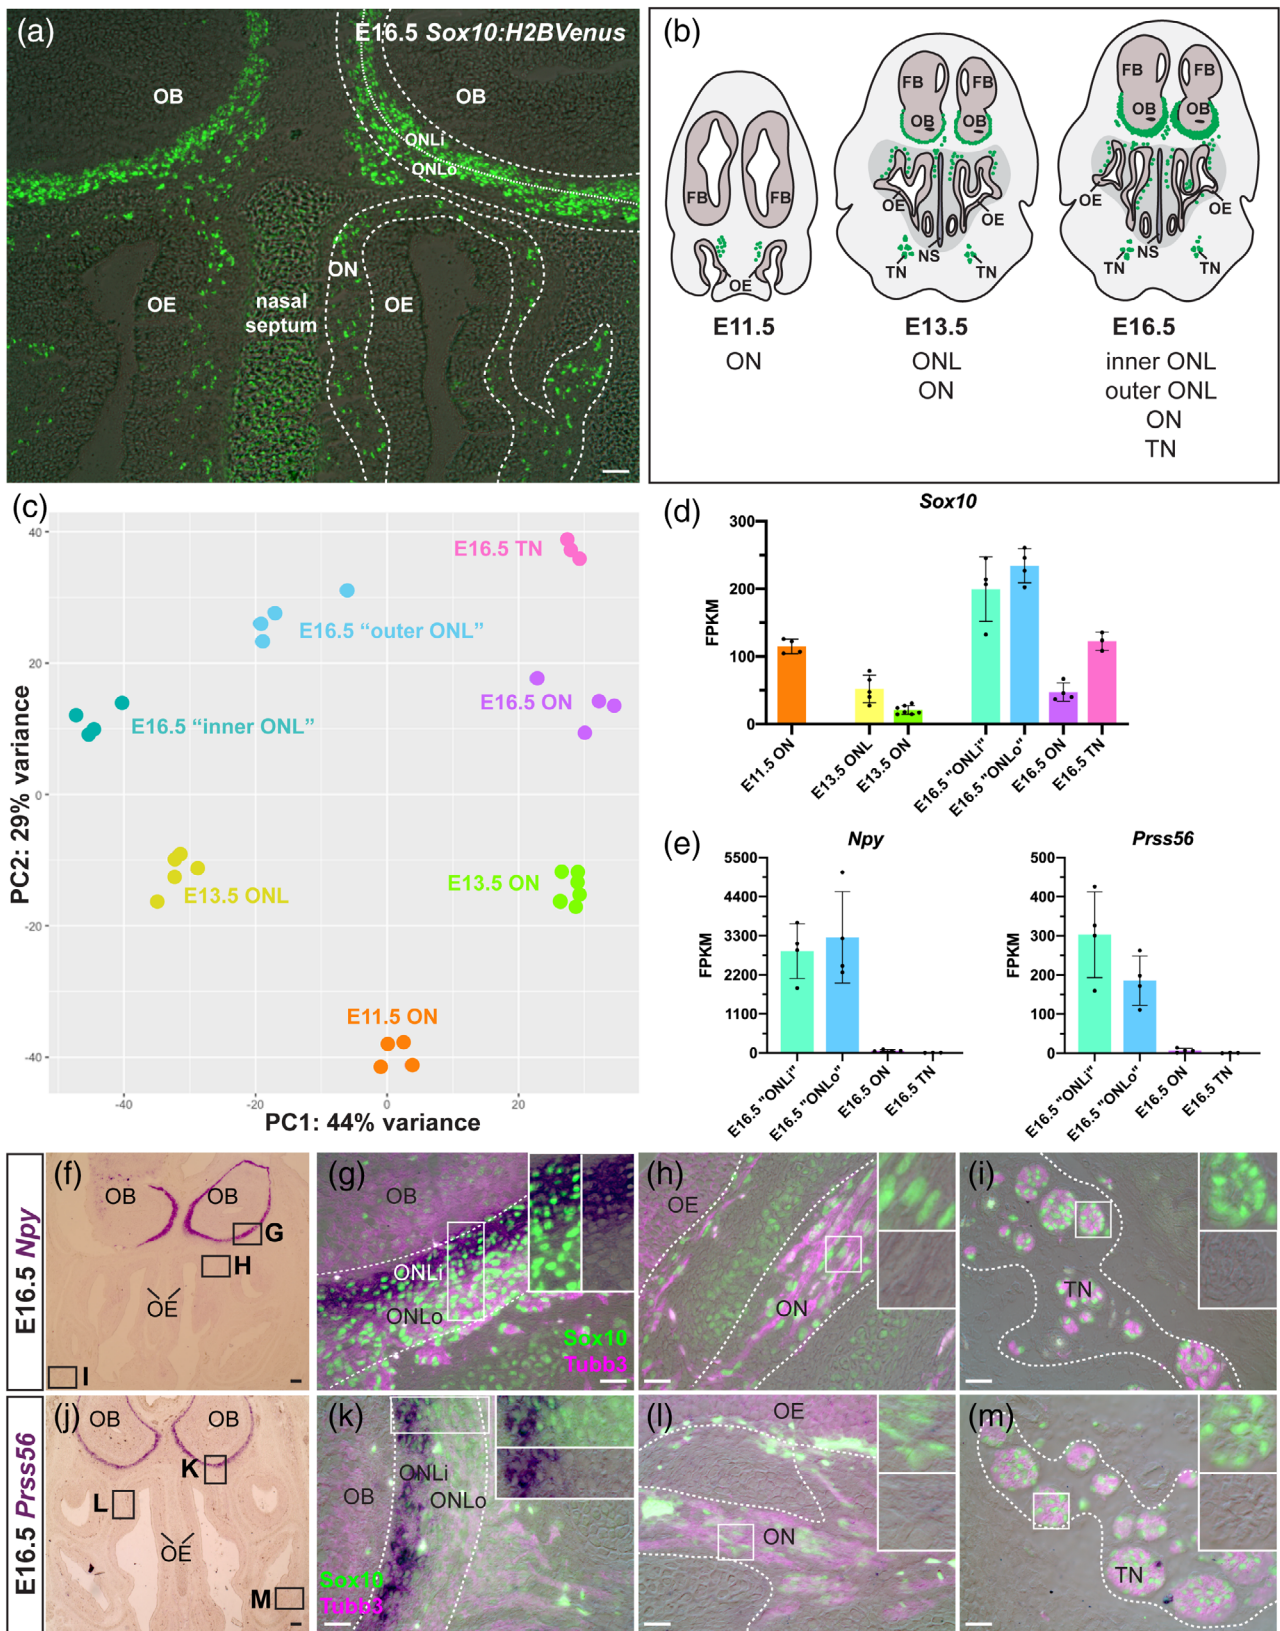 (a)
E16.5 Sox10:H2BVenus
OB
OB
ONLi
ONLo
ON
OE
OE
nasal
septum
(b)
FB
FB
OE
FB
FB
OB
OB
OE
OE
NS
TN
TN
FB
FB
OB
OB
OE
OE
NS
TN
TN
E11.5
E13.5
E16.5
ON
ONL
ON
inner ONL
outer ONL
ON
TN
(c)
E16.5 TN
E16.5 “outer ONL”
E16.5 ON
E16.5 “inner ONL”
E13.5 ONL
E13.5 ON
E11.5 ON
40
20
0
-20
-40
PC2: 29% variance
-40
-20
0
20
PC1: 44% variance
(d)
Sox10
300
200
100
0
FPKM
E11.5 ON
E13.5 ONL
E13.5 ON
E16.5 "ONLi"
E16.5 "ONLo"
E16.5 ON
E16.5 TN
(e)
Npy
5500
4400
3300
2200
1100
0
FPKM
E16.5 "ONLi"
E16.5 "ONLo"
E16.5 ON
E16.5 TN
Prss56
500
400
300
200
100
0
FPKM
E16.5 "ONLi"
E16.5 "ONLo"
E16.5 ON
E16.5 TN
E16.5 Npy
(f)
OB
OB
G
H
OE
I
(g)
OB
ONLi
ONLo
Sox10
Tubb3
(h)
OE
ON
(i)
TN
E16.5 Prss56
(j)
OB
OB
K
L
OE
M
(k)
OB
ONLi
ONLo
Sox10
Tubb3
(l)
OE
ON
(m)
TN